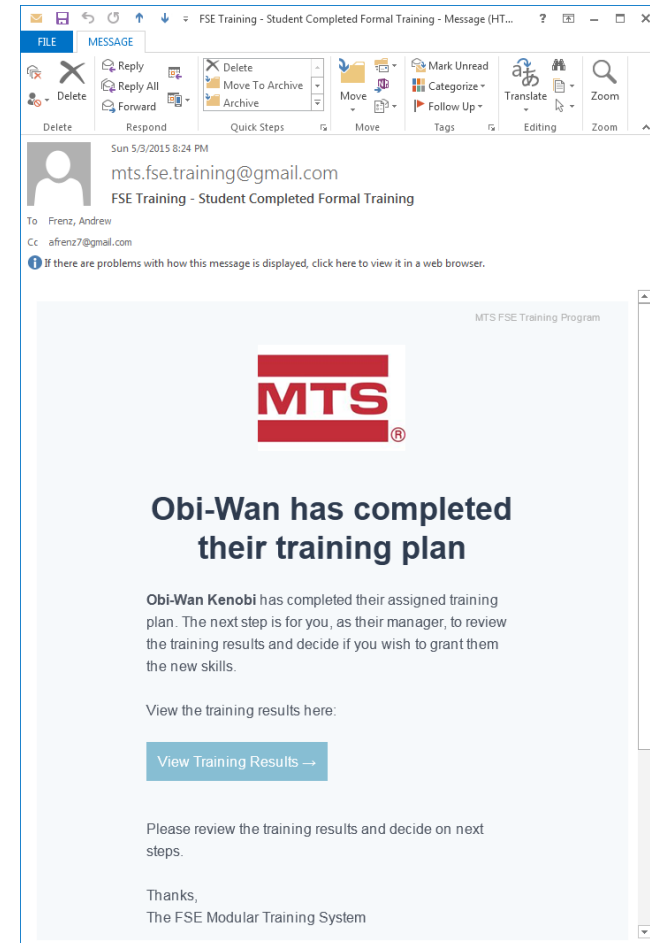 FSE Training - Student Completed Formal Training - Message (HT...
FILE MESSAGE
Delete
Reply
Reply All
Forward
Delete
Move To Archive
Archive
Move
Mark Unread
Categorize
Follow Up
Translate
Zoom
Delete Respond Quick Steps Move Tags Editing Zoom
Sun 5/3/2015 8:24 PM
mts.fse.training@gmail.com
FSE Training - Student Completed Formal Training
To Frenz, Andrew
Cc afrenz7@gmail.com
If there are problems with how this message is displayed, click here to view it in a web browser.
MTS FSE Training Program
MTS®
Obi-Wan has completed
their training plan
Obi-Wan Kenobi has completed their assigned training
plan. The next step is for you, as their manager, to review
the training results and decide if you wish to grant them
the new skills.
View the training results here:
View Training Results →
Please review the training results and decide on next
steps.
Thanks,
The FSE Modular Training System